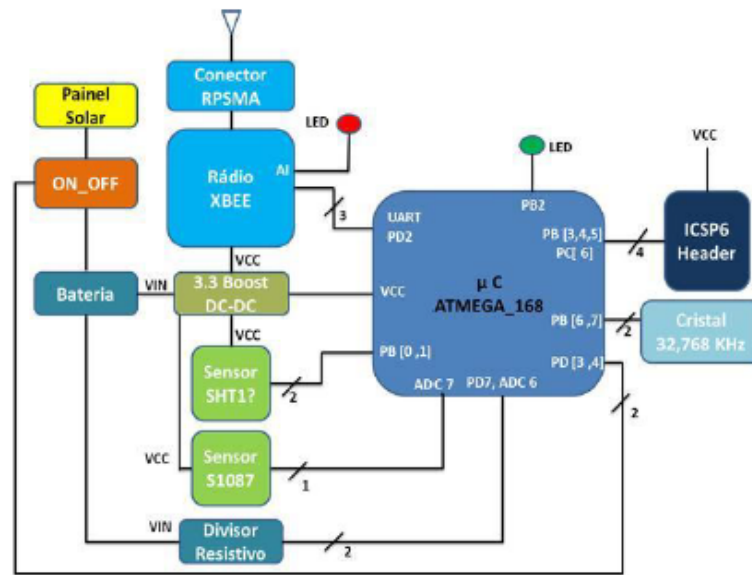 Conector
RPSMA
Painel
Solar
LED
VCC
LED
ON_OFF
Rádio
XBEE
AI
3
UART
PD2
PB2
PB [3,4,5]
PC[ 6]
4
ICSP6
Header
VCC
Bateria
VIN
3.3 Boost
DC-DC
VCC
µ C
ATMEGA_168
PB [6 ,7]
2
Cristal
32,768 KHz
VCC
Sensor
SHT1?
2
PB [0 ,1]
PD [3 ,4]
2
ADC 7
PD7, ADC 6
VCC
Sensor
S1087
1
VIN
Divisor
Resistivo
2